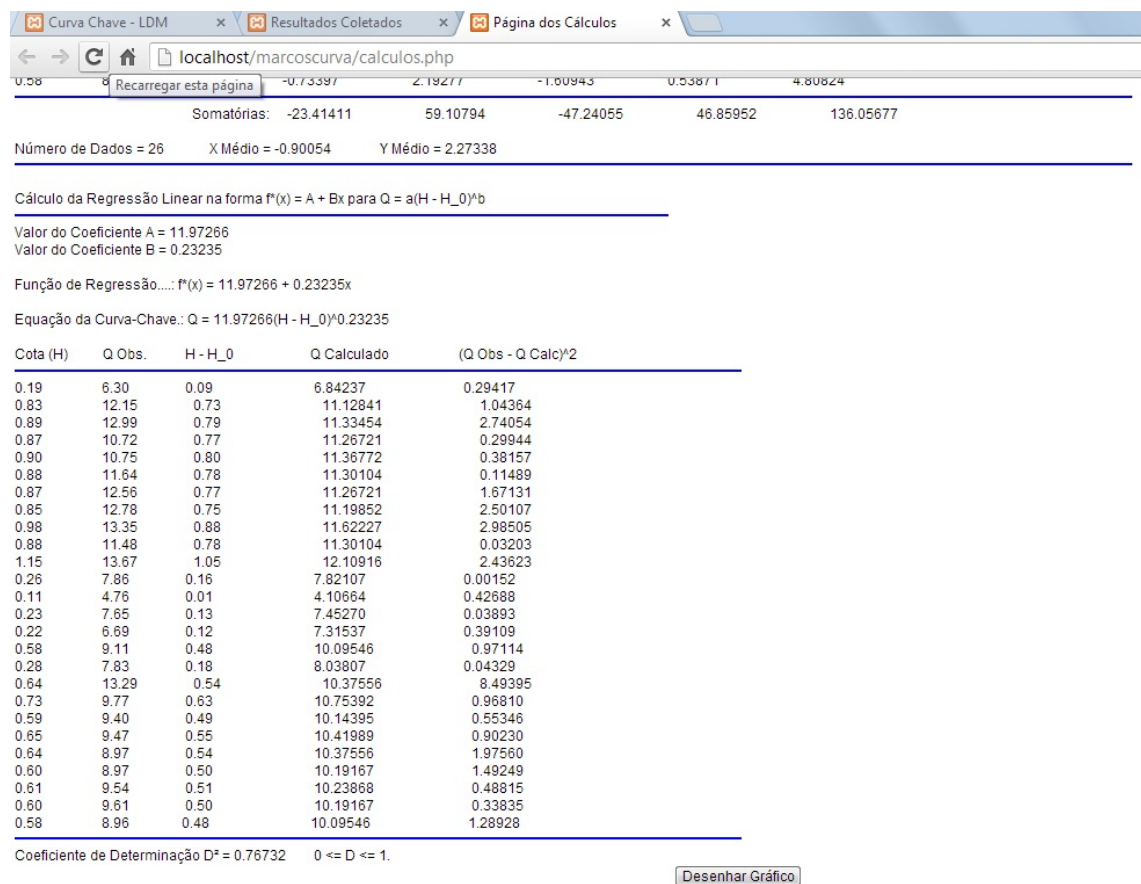 Curva Chave - LDM × Resultados Coletados × Página dos Cálculos ×
localhost/marcoscurva/calculos.php
0.58 8 -0.73397 2.19277 -1.60943 0.53871 4.80824
Recarregar esta página
Somatórias: -23.41411 59.10794 -47.24055 46.85952 136.05677
Número de Dados = 26 X Médio = -0.90054 Y Médio = 2.27338
Cálculo da Regressão Linear na forma f*(x) = A + Bx para Q = a(H - H_0)^b
Valor do Coeficiente A = 11.97266
Valor do Coeficiente B = 0.23235
Função de Regressão....: f*(x) = 11.97266 + 0.23235x
Equação da Curva-Chave.: Q = 11.97266(H - H_0)^0.23235
Cota (H) Q Obs. H - H_0 Q Calculado (Q Obs - Q Calc)^2
0.19 6.30 0.09 6.84237 0.29417
0.83 12.15 0.73 11.12841 1.04364
0.89 12.99 0.79 11.33454 2.74054
0.87 10.72 0.77 11.26721 0.29944
0.90 10.75 0.80 11.36772 0.38157
0.88 11.64 0.78 11.30104 0.11489
0.87 12.56 0.77 11.26721 1.67131
0.85 12.78 0.75 11.19852 2.50107
0.98 13.35 0.88 11.62227 2.98505
0.88 11.48 0.78 11.30104 0.03203
1.15 13.67 1.05 12.10916 2.43623
0.26 7.86 0.16 7.82107 0.00152
0.11 4.76 0.01 4.10664 0.42688
0.23 7.65 0.13 7.45270 0.03893
0.22 6.69 0.12 7.31537 0.39109
0.58 9.11 0.48 10.09546 0.97114
0.28 7.83 0.18 8.03807 0.04329
0.64 13.29 0.54 10.37556 8.49395
0.73 9.77 0.63 10.75392 0.96810
0.59 9.40 0.49 10.14395 0.55346
0.65 9.47 0.55 10.41989 0.90230
0.64 8.97 0.54 10.37556 1.97560
0.60 8.97 0.50 10.19167 1.49249
0.61 9.54 0.51 10.23868 0.48815
0.60 9.61 0.50 10.19167 0.33835
0.58 8.96 0.48 10.09546 1.28928
Coeficiente de Determinação D² = 0.76732 0 <= D <= 1.
Desenhar Gráfico